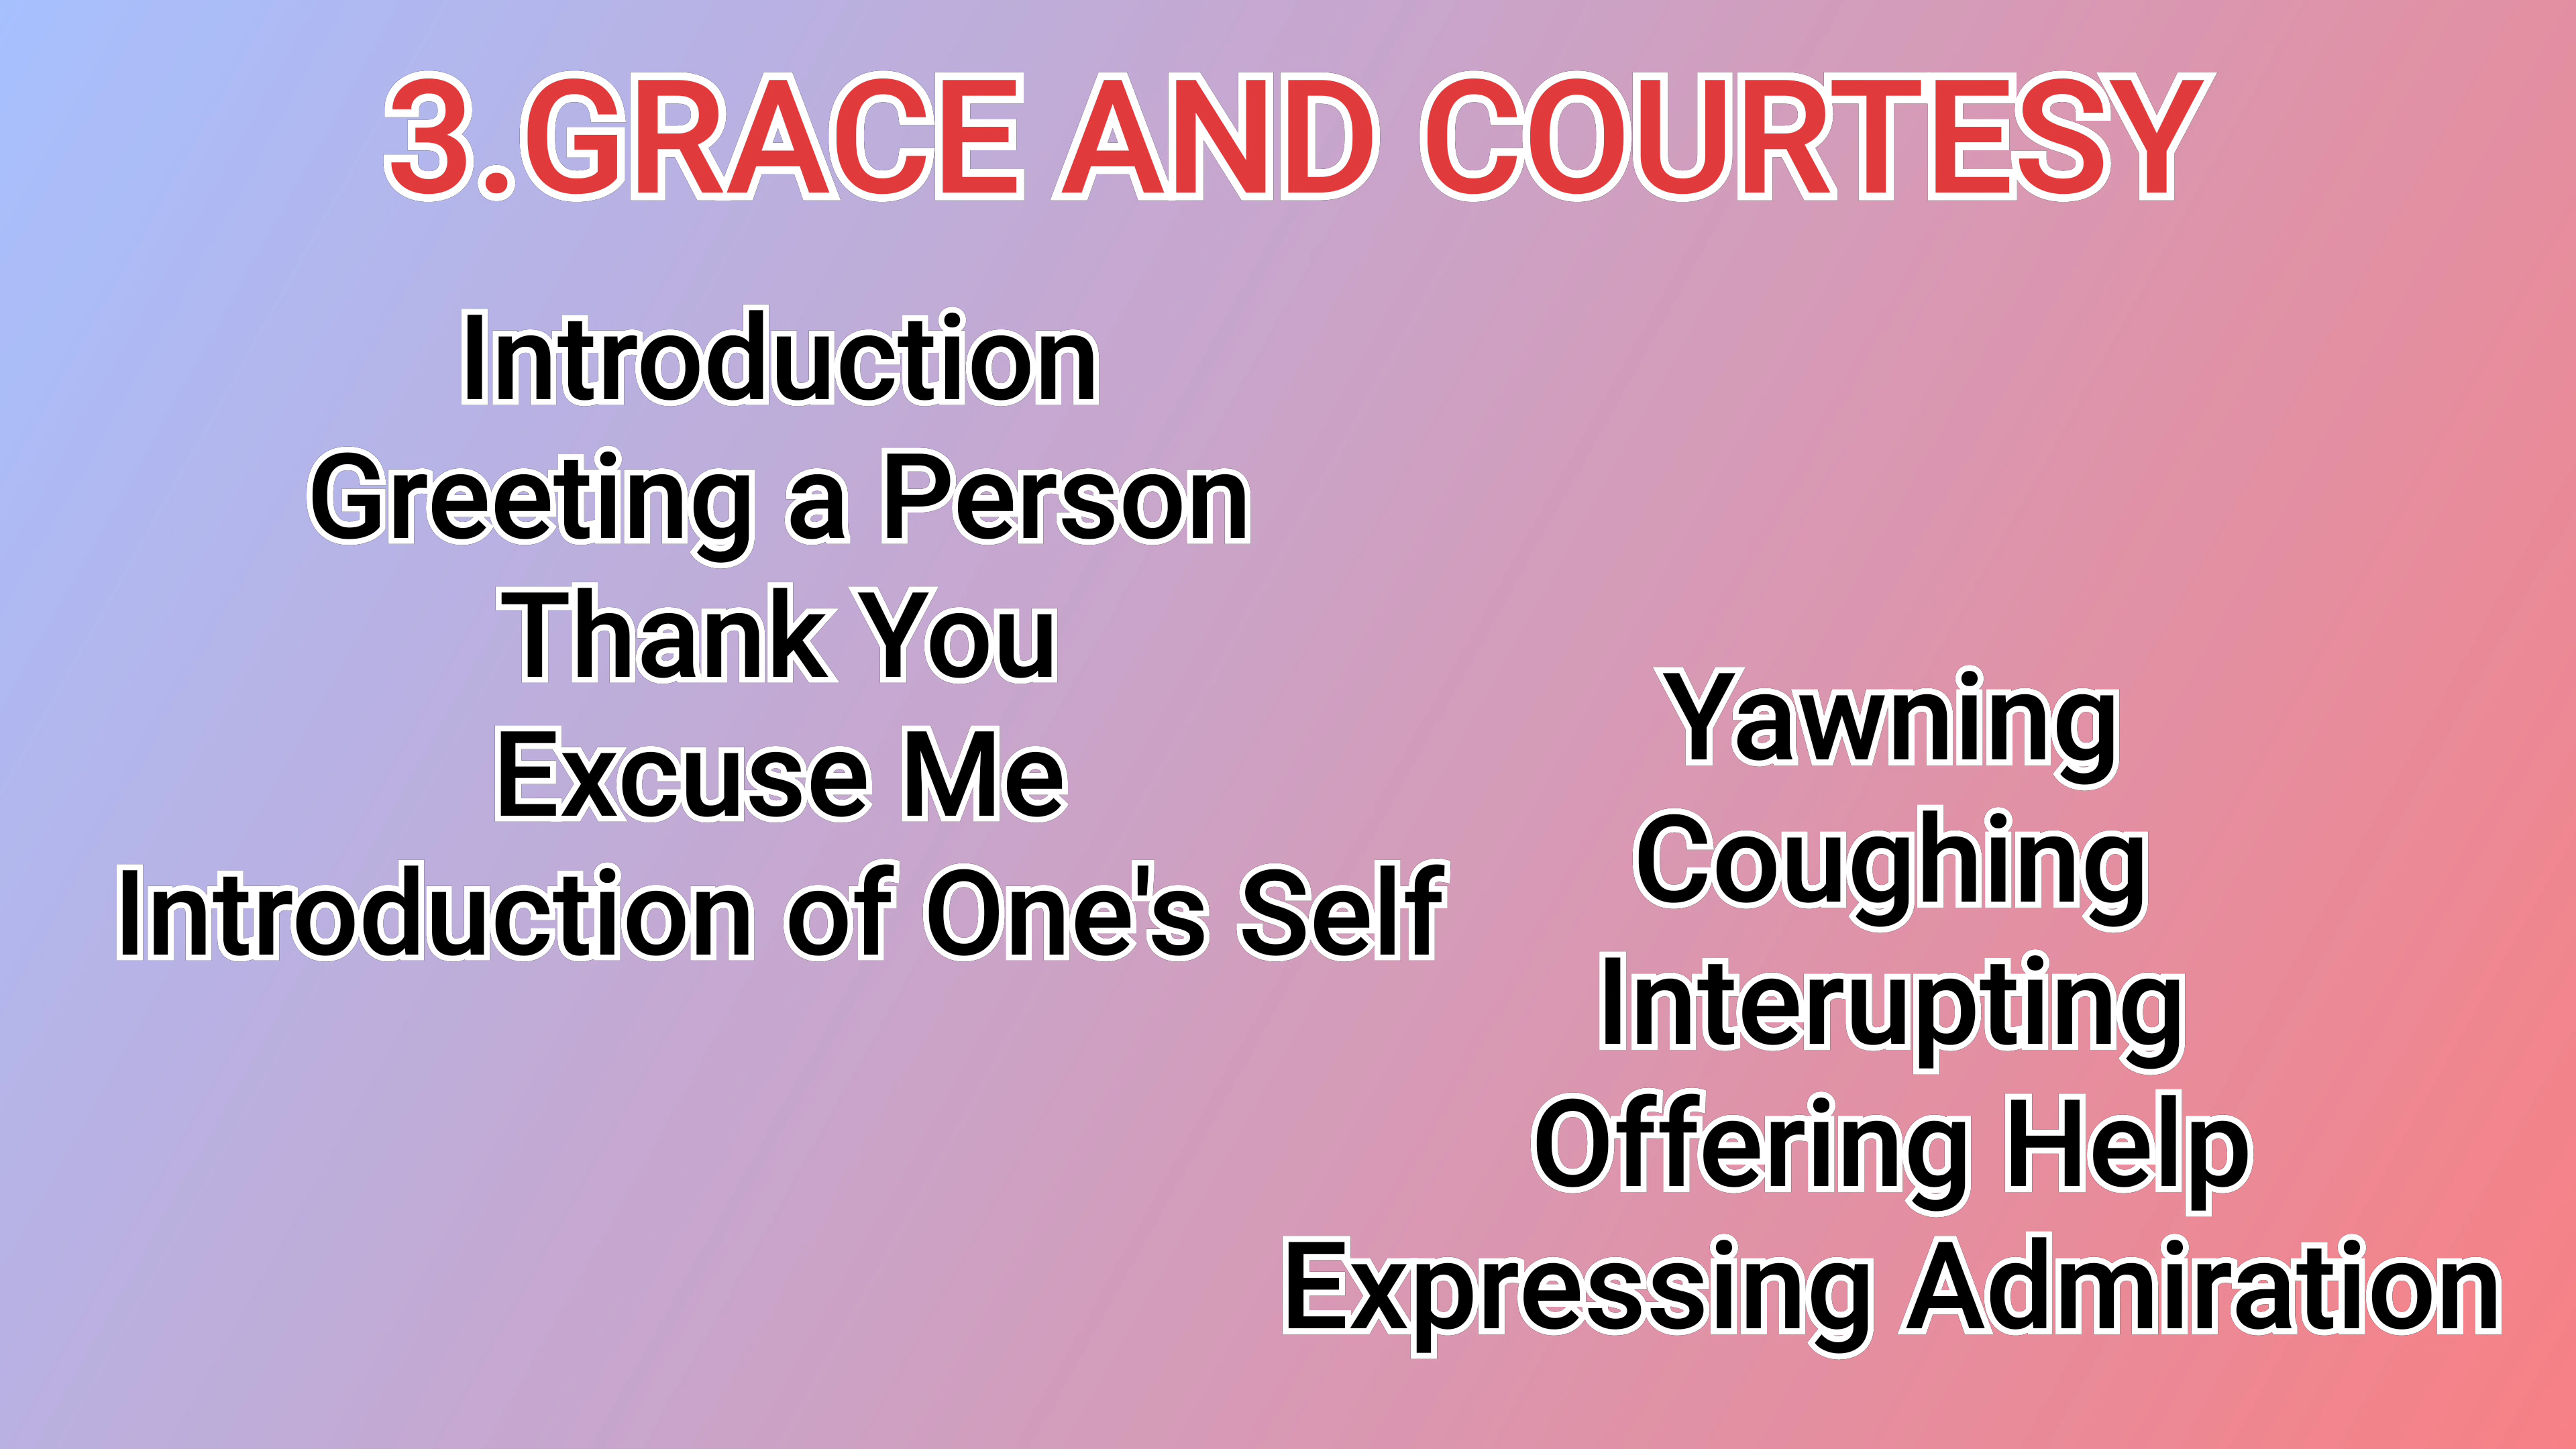 3.GRACE AND COURTESY
Introduction
Greeting a Person
Thank You
Excuse Me
Introduction of One's Self
Yawning
Coughing
Interupting
Offering Help
Expressing Admiration